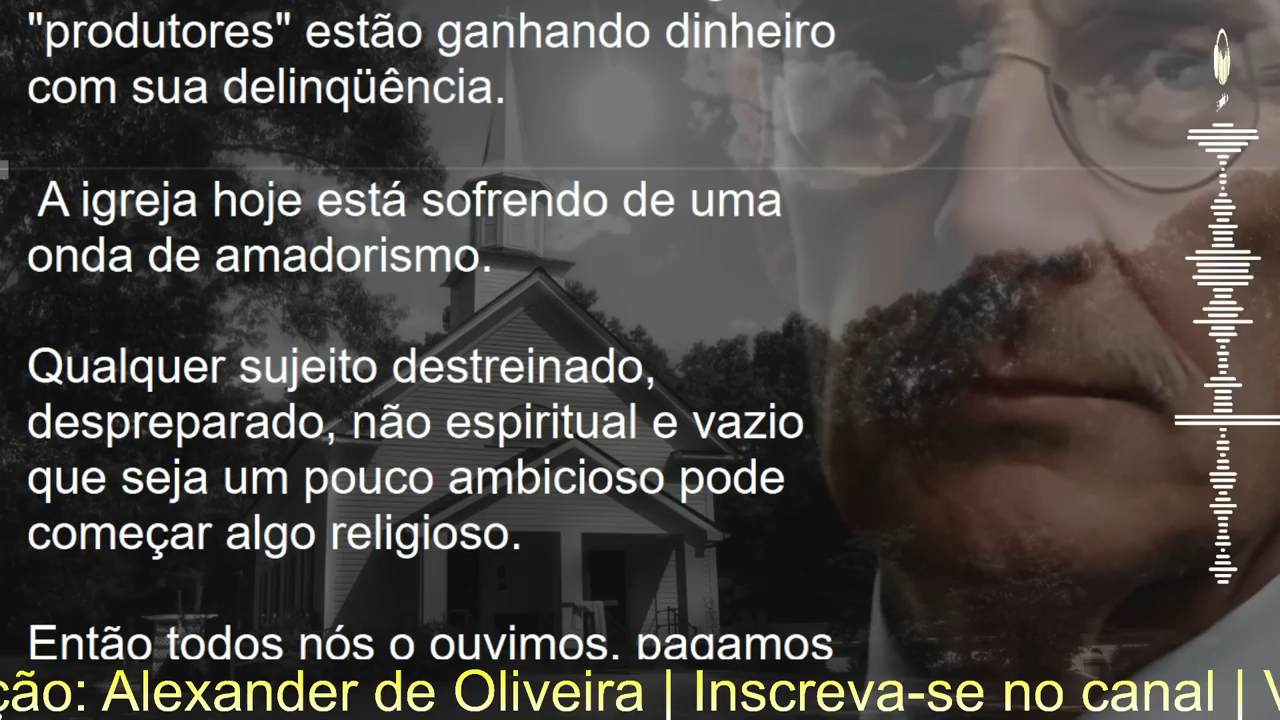 "produtores" estão ganhando dinheiro
com sua delinqüência.
A igreja hoje está sofrendo de uma
onda de amadorismo.
Qualquer sujeito destreinado,
despreparado, não espiritual e vazio
que seja um pouco ambicioso pode
começar algo religioso.
Então todos nós o ouvimos, pagamos
ção: Alexander de Oliveira | Inscreva-se no canal | V